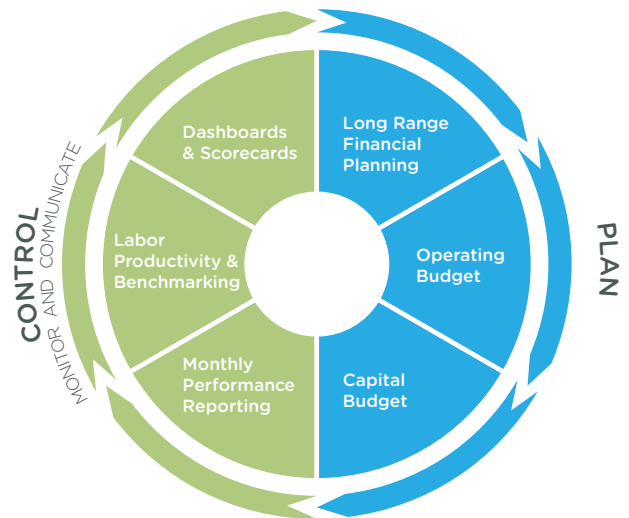 Dashboards
& Scorecards
Long Range
Financial
Planning
Labor
Productivity &
Benchmarking
Operating
Budget
Monthly
Performance
Reporting
Capital
Budget
CONTROL
MONITOR AND COMMUNICATE
PLAN